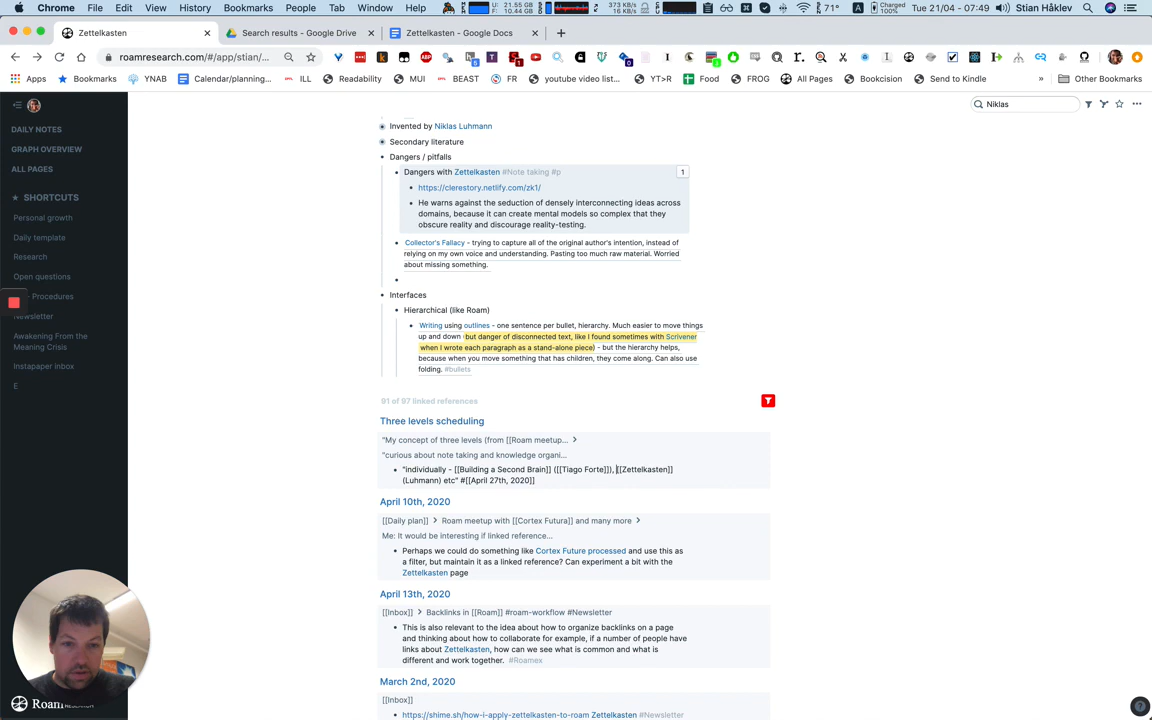 Chrome File Edit View History Bookmarks People Tab Window Help
71° Charged 100% Tue 21/04 - 07:49 Stian Håklev
Zettelkasten
Search results - Google Drive
Zettelkasten - Google Docs
roamresearch.com/#/app/stian/...
Apps Bookmarks YNAB Calendar/planning... ILL Readability MUI BEAST FR youtube video list... YT>R Food FROG All Pages Bookcision Send to Kindle » Other Bookmarks
Niklas
DAILY NOTES
GRAPH OVERVIEW
ALL PAGES
SHORTCUTS
Personal growth
Daily template
Research
Open questions
Procedures
Newsletter
Awakening From the
Meaning Crisis
Instapaper inbox
E
Invented by Niklas Luhmann
Secondary literature
Dangers / pitfalls
Dangers with Zettelkasten #Note taking #p
1
https://clerestory.netlify.com/zk1/
He warns against the seduction of densely interconnecting ideas across
domains, because it can create mental models so complex that they
obscure reality and discourage reality-testing.
Collector's Fallacy - trying to capture all of the original author's intention, instead of
relying on my own voice and understanding. Pasting too much raw material. Worried
about missing something.
Interfaces
Hierarchical (like Roam)
Writing using outlines - one sentence per bullet, hierarchy. Much easier to move things
up and down (but danger of disconnected text, like I found sometimes with Scrivener
when I wrote each paragraph as a stand-alone piece) - but the hierarchy helps,
because when you move something that has children, they come along. Can also use
folding. #bullets
91 of 97 linked references
Three levels scheduling
"My concept of three levels (from [[Roam meetup...
"curious about note taking and knowledge organi...
"individually - [[Building a Second Brain]] ([[Tiago Forte]]), [[Zettelkasten]]
(Luhmann) etc" #[[April 27th, 2020]]
April 10th, 2020
[[Daily plan]] > Roam meetup with [[Cortex Futura]] and many more >
Me: It would be interesting if linked reference...
Perhaps we could do something like Cortex Future processed and use this as
a filter, but maintain it as a linked reference? Can experiment a bit with the
Zettelkasten page
April 13th, 2020
[[Inbox]] > Backlinks in [[Roam]] #roam-workflow #Newsletter
This is also relevant to the idea about how to organize backlinks on a page
and thinking about how to collaborate for example, if a number of people have
links about Zettelkasten, how can we see what is common and what is
different and work together. #Roamex
March 2nd, 2020
[[Inbox]]
https://shime.sh/how-i-apply-zettelkasten-to-roam Zettelkasten #Newsletter
Roam